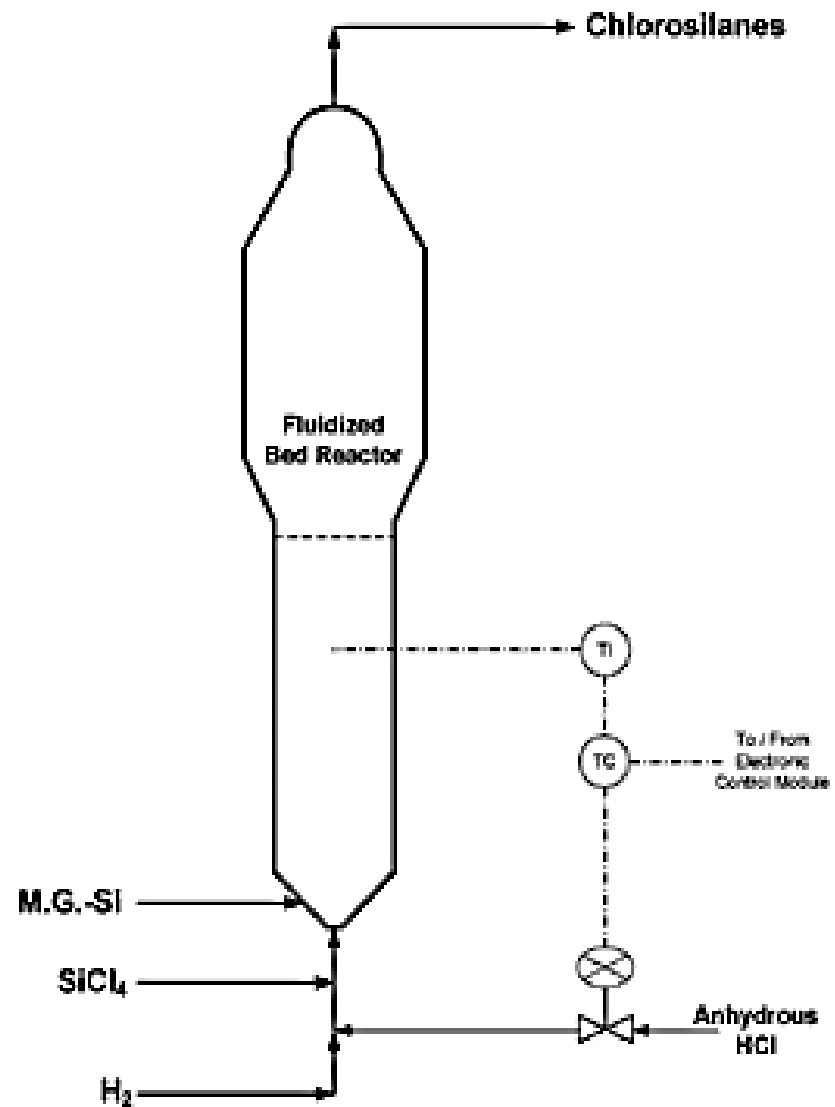 Chlorosilanes
Fluidized
Bed Reactor
TI
TC
To / From
Electronic
Control Module
M.G.-Si
SiCl₄
Anhydrous
HCl
H₂